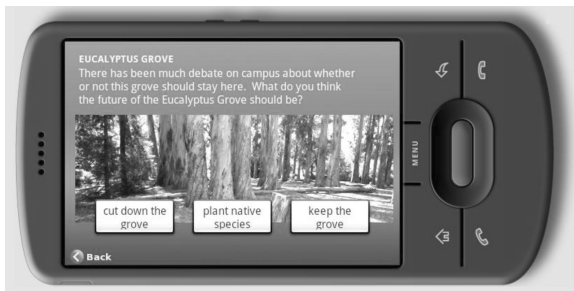 EUCALYPTUS GROVE
There has been much debate on campus about whether
or not this grove should stay here. What do you think
the future of the Eucalyptus Grove should be?
cut down the
grove
plant native
species
keep the
grove
Back
MENU